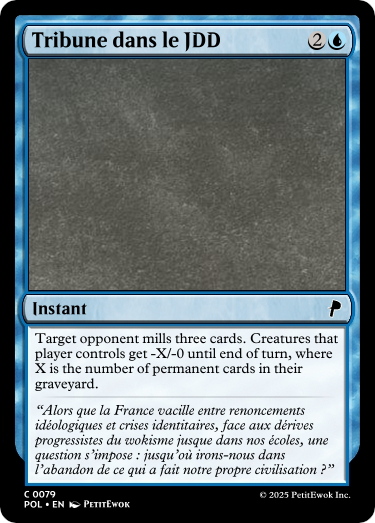 Tribune dans le JDD 2
Instant
Target opponent mills three cards. Creatures that
player controls get -X/-0 until end of turn, where
X is the number of permanent cards in their
graveyard.
“Alors que la France vacille entre renoncements
idéologiques et crises identitaires, face aux dérives
progressistes du wokisme jusque dans nos écoles, une
question s’impose : jusqu’où irons-nous dans
l’abandon de ce qui a fait notre propre civilisation ?”
C 0079
POL • EN PetitEwok
© 2025 PetitEwok Inc.